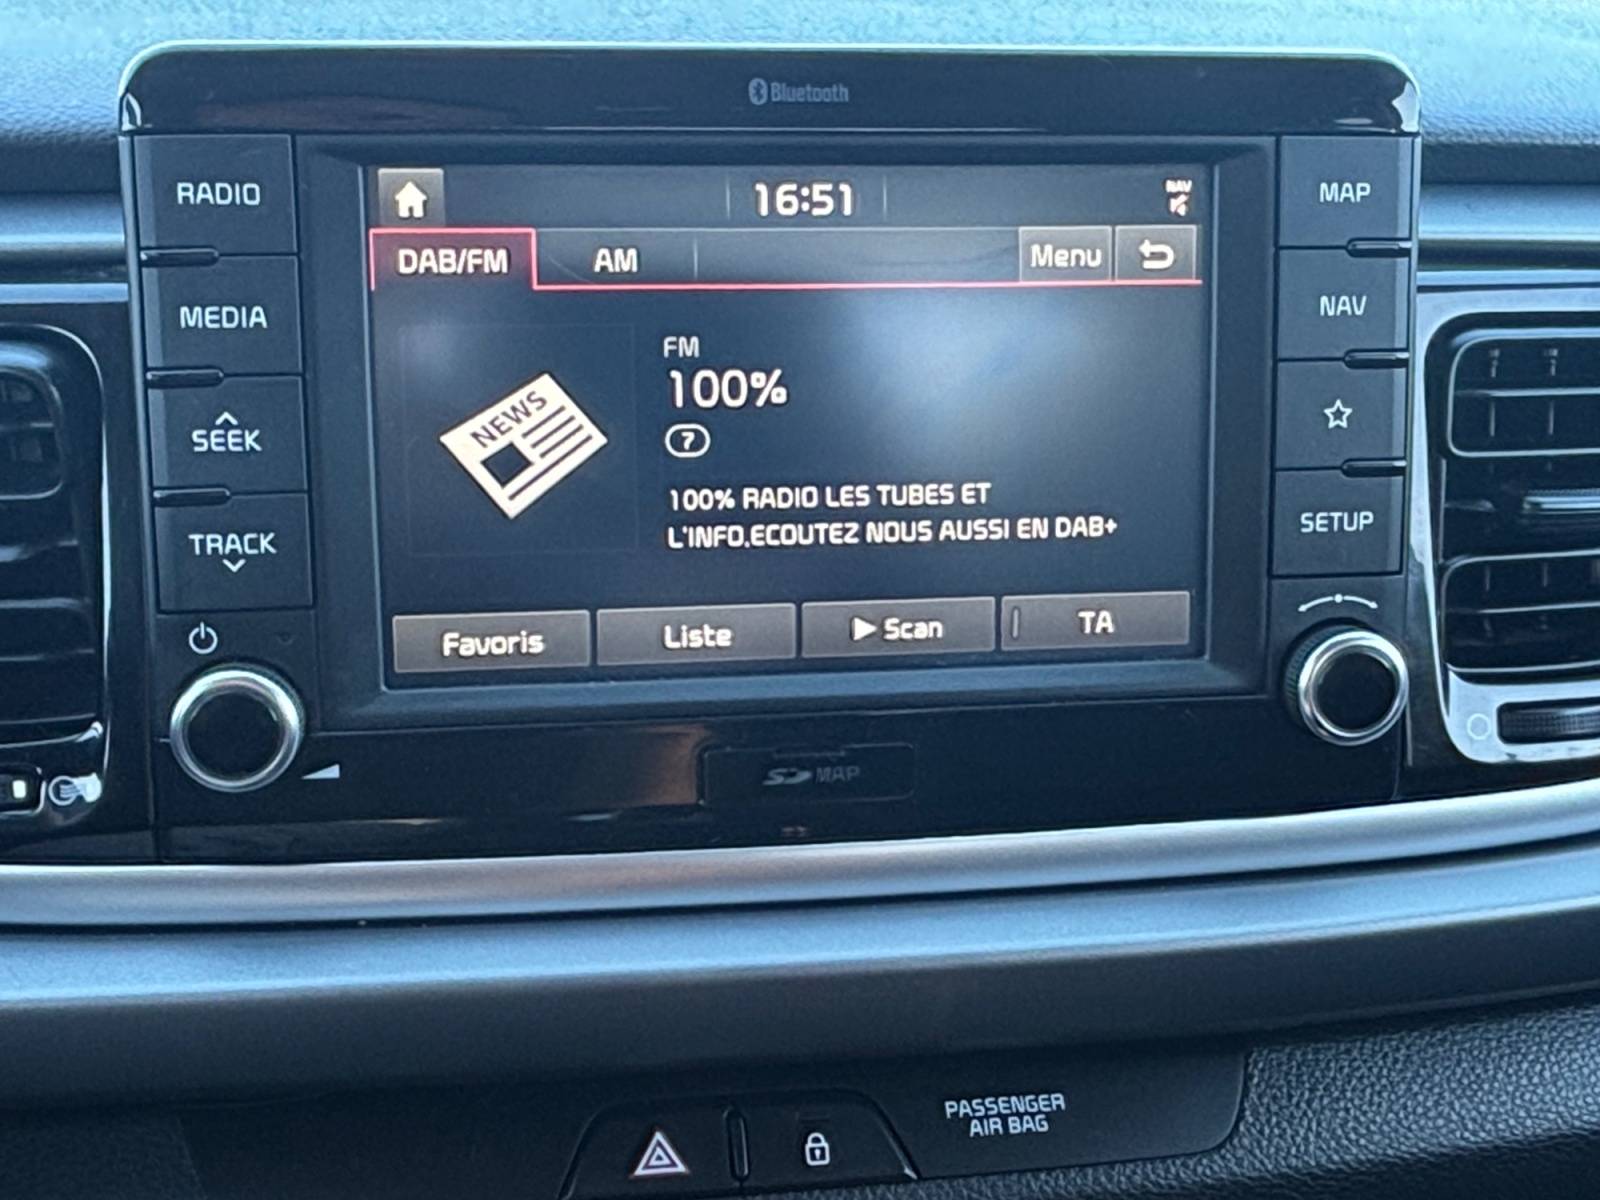 Bluetooth
RADIO
MEDIA
SEEK
TRACK
16:51
NAV
DAB/FM
AM
Menu
NEWS
FM
100%
7
100% RADIO LES TUBES ET
L'INFO.ECOUTEZ NOUS AUSSI EN DAB+
Favoris
Liste
Scan
TA
MAP
NAV
SETUP
SD MAP
PASSENGER
AIR BAG